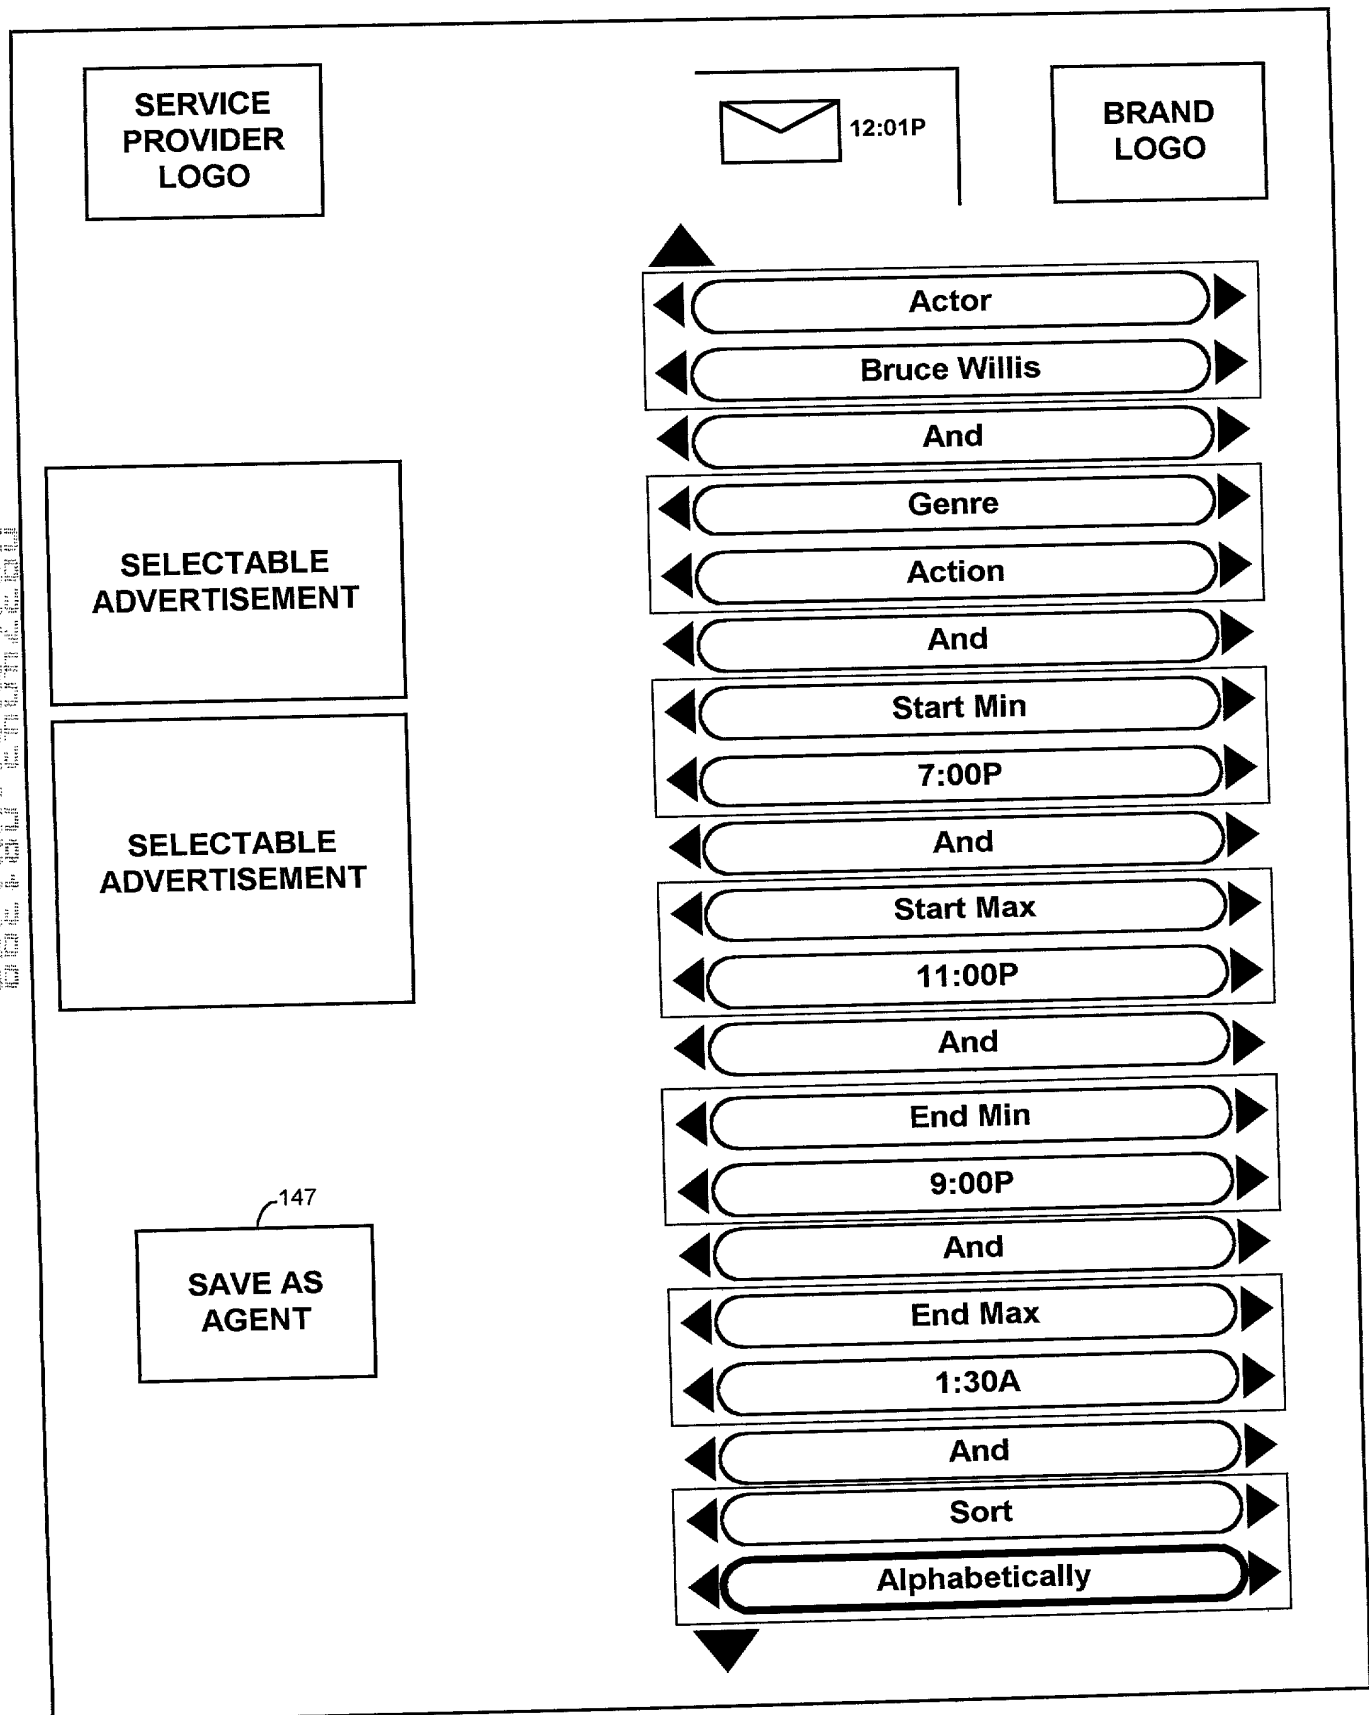 SERVICE
PROVIDER
LOGO
12:01P
BRAND
LOGO
Actor
Bruce Willis
And
Genre
Action
And
Start Min
7:00P
And
Start Max
11:00P
And
End Min
9:00P
And
End Max
1:30A
And
Sort
Alphabetically
SELECTABLE
ADVERTISEMENT
SELECTABLE
ADVERTISEMENT
147
SAVE AS
AGENT